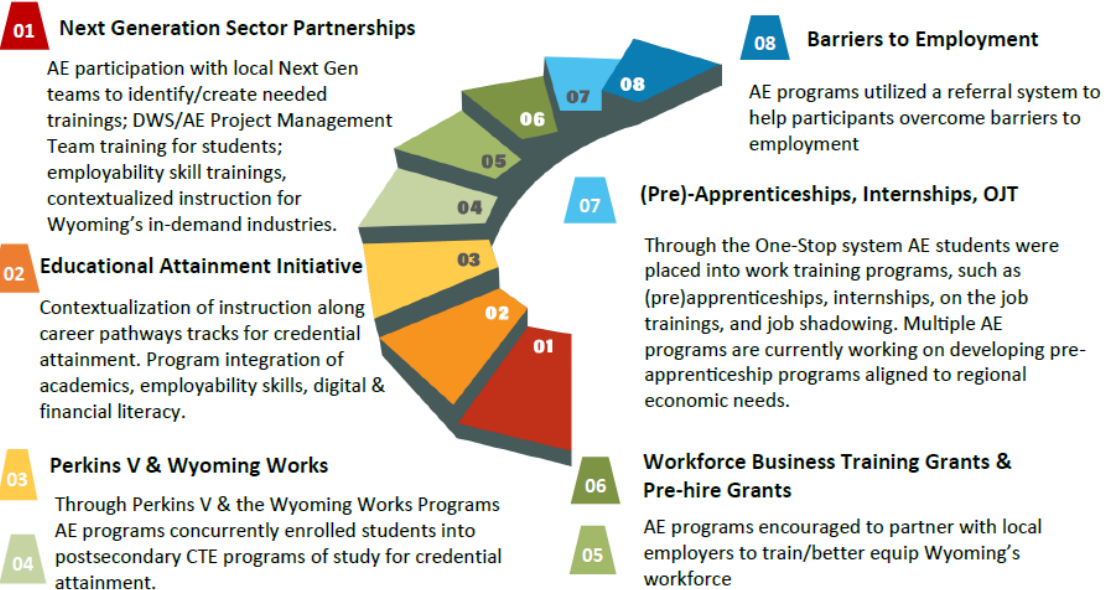 01
Next Generation Sector Partnerships
AE participation with local Next Gen
teams to identify/create needed
trainings; DWS/AE Project Management
Team training for students;
employability skill trainings,
contextualized instruction for
Wyoming's in-demand industries.
02
Educational Attainment Initiative
Contextualization of instruction along
career pathways tracks for credential
attainment. Program integration of
academics, employability skills, digital &
financial literacy.
03
Perkins V & Wyoming Works
04
Through Perkins V & the Wyoming Works Programs
AE programs concurrently enrolled students into
postsecondary CTE programs of study for credential
attainment.
08
07
06
05
04
03
02
01
08
Barriers to Employment
AE programs utilized a referral system to
help participants overcome barriers to
employment
07
(Pre)-Apprenticeships, Internships, OJT
Through the One-Stop system AE students were
placed into work training programs, such as
(pre)apprenticeships, internships, on the job
trainings, and job shadowing. Multiple AE
programs are currently working on developing pre-
apprenticeship programs aligned to regional
economic needs.
06
Workforce Business Training Grants &
Pre-hire Grants
05
AE programs encouraged to partner with local
employers to train/better equip Wyoming's
workforce